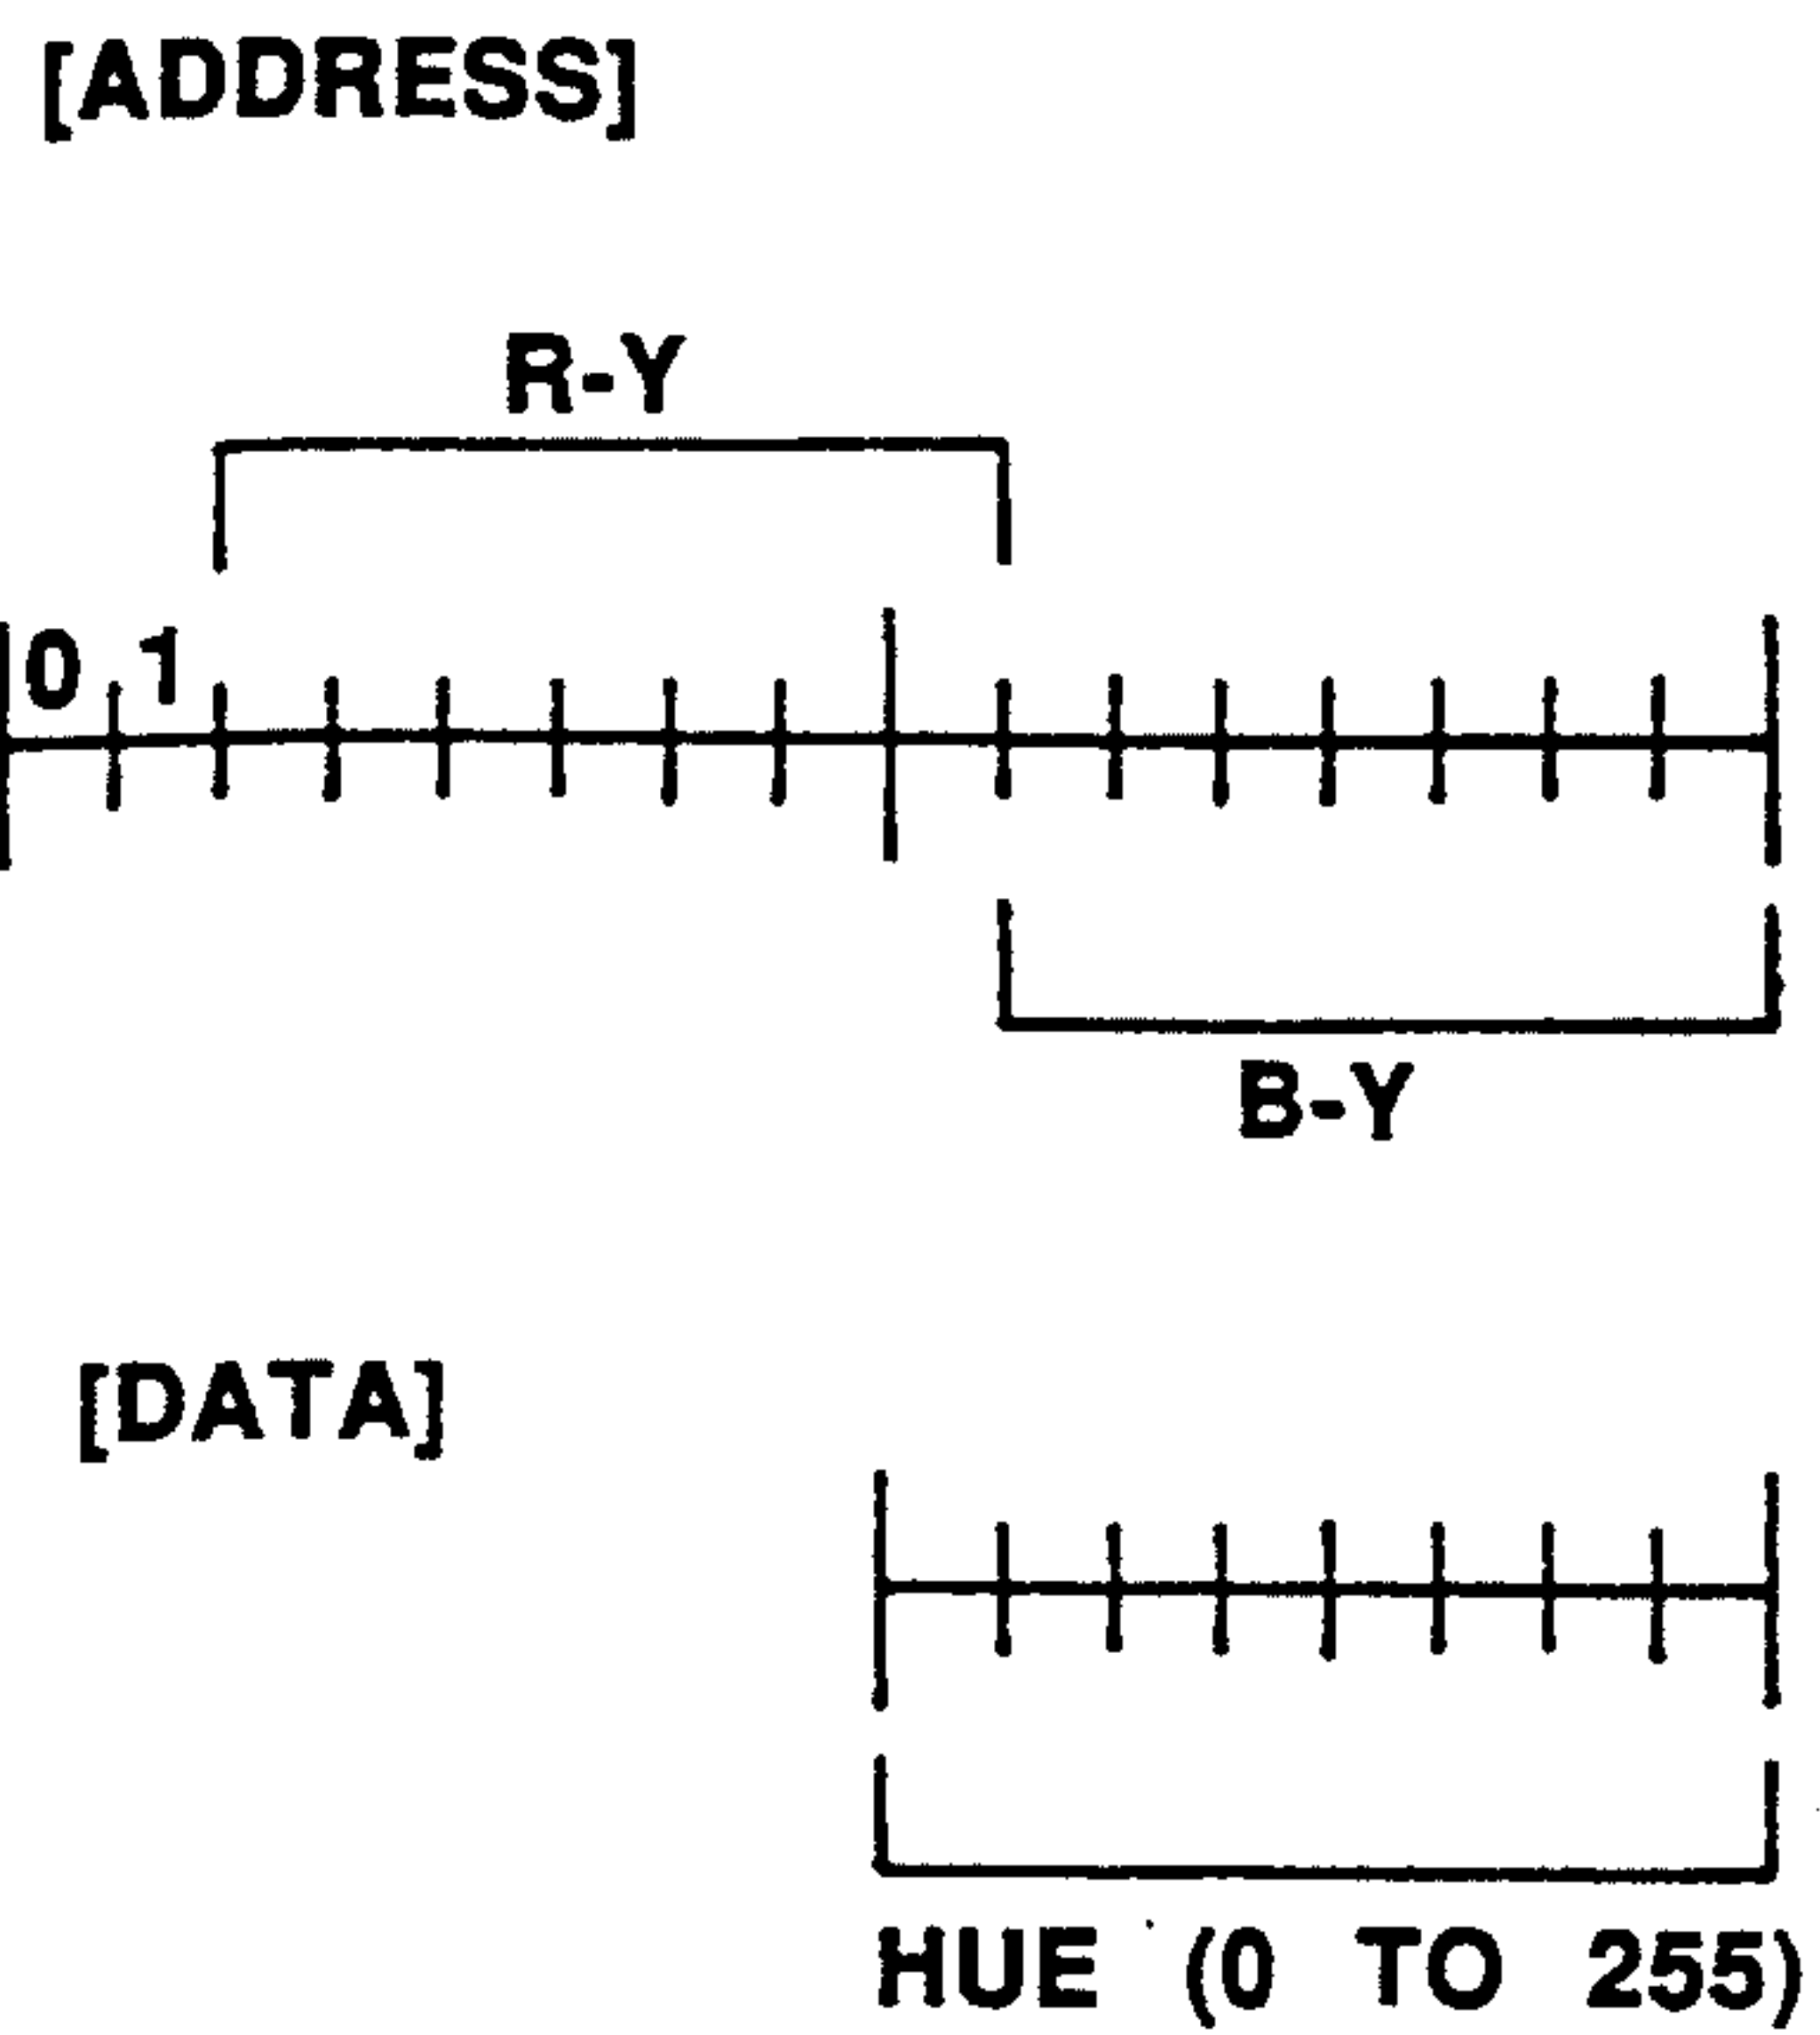 [ADDRESS]
R-Y
0 1
B-Y
[DATA]
HUE (0 TO 255)